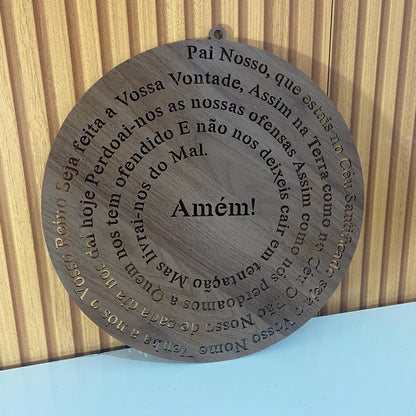 Pai Nosso, que estais no Céu Santificado seja o Vosso Nome Venha a nós o Vosso Reino Seja feita a Vossa Vontade, Assim na Terra como no Céu O Pão Nosso de cada dia nos dai hoje Perdoai-nos as nossas ofensas Assim como nós perdoamos a Quem nos tem ofendido E não nos deixeis cair em tentação Mas livrai-nos do Mal.
Amém!